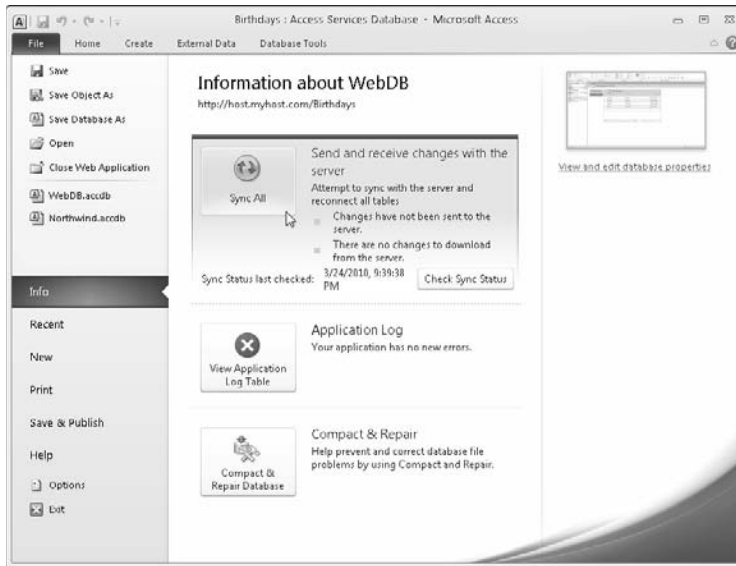 Birthdays : Access Services Database - Microsoft Access
File Home Create External Data Database Tools
Save
Save Object As
Save Database As
Open
Close Web Application
WebDB.accdb
Northwind.accdb
Info
Recent
New
Print
Save & Publish
Help
Options
Exit
Information about WebDB
http://host.myhost.com/Birthdays
Sync All
Send and receive changes with the
server
Attempt to sync with the server and
reconnect all tables
Changes have not been sent to the
server.
There are no changes to download
from the server.
Sync Status last checked: 3/24/2010, 9:39:38
PM
Check Sync Status
View Application
Log Table
Application Log
Your application has no new errors.
Compact &
Repair Database
Compact & Repair
Help prevent and correct database file
problems by using Compact and Repair.
View and edit database properties